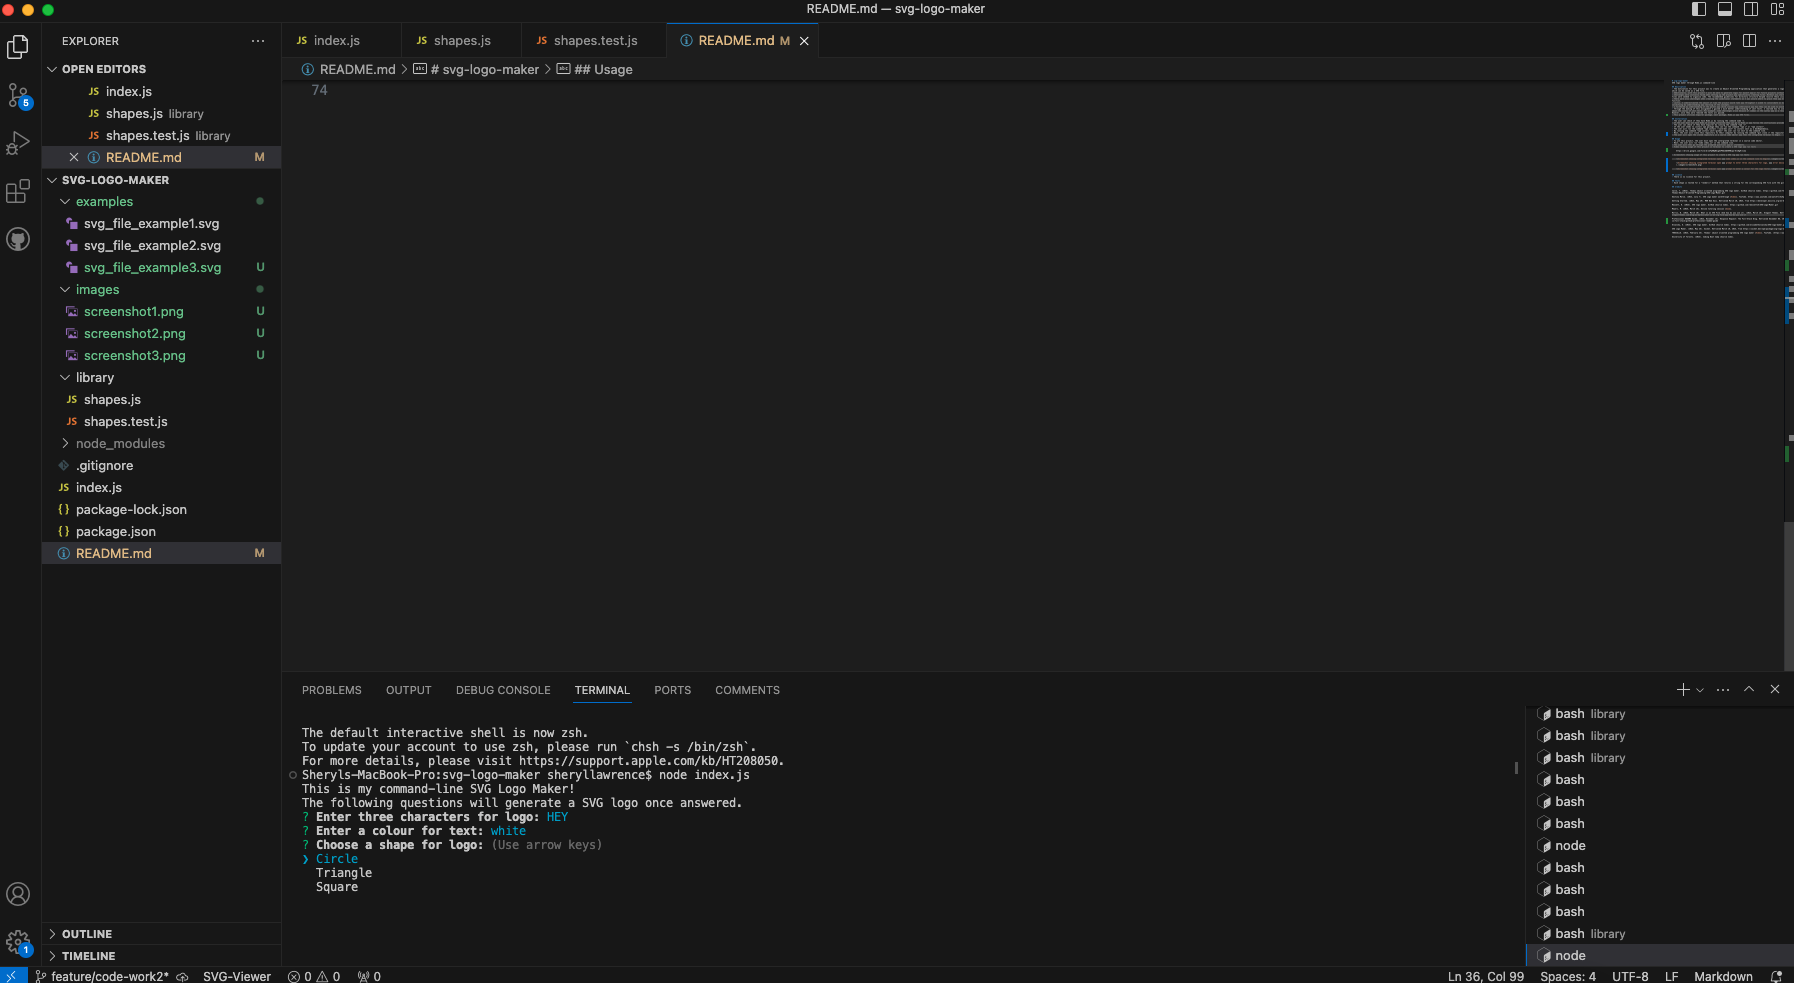 README.md — svg-logo-maker
EXPLORER
OPEN EDITORS
JS index.js
JS shapes.js library
JS shapes.test.js library
README.md M
SVG-LOGO-MAKER
examples
svg_file_example1.svg
svg_file_example2.svg
svg_file_example3.svg U
images
screenshot1.png U
screenshot2.png U
screenshot3.png U
library
JS shapes.js
JS shapes.test.js
node_modules
.gitignore
JS index.js
{} package-lock.json
{} package.json
README.md M
OUTLINE
TIMELINE
5
1
JS index.js
JS shapes.js
JS shapes.test.js
README.md M
README.md > # svg-logo-maker > ## Usage
74
PROBLEMS OUTPUT DEBUG CONSOLE TERMINAL PORTS COMMENTS
The default interactive shell is now zsh.
To update your account to use zsh, please run `chsh -s /bin/zsh`.
For more details, please visit https://support.apple.com/kb/HT208050.
Sheryls-MacBook-Pro:svg-logo-maker sheryllawrence$ node index.js
This is my command-line SVG Logo Maker!
The following questions will generate a SVG logo once answered.
? Enter three characters for logo: HEY
? Enter a colour for text: white
? Choose a shape for logo: (Use arrow keys)
❯ Circle
Triangle
Square
bash library
bash library
bash library
bash
bash
bash
node
bash
bash
bash
bash library
node
feature/code-work2* SVG-Viewer 0 0 0
Ln 36, Col 99 Spaces: 4 UTF-8 LF Markdown